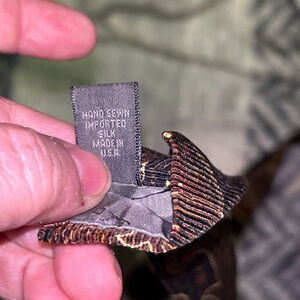 HAND SEWN
IMPORTED
SILK
MADE IN
U.S.A.